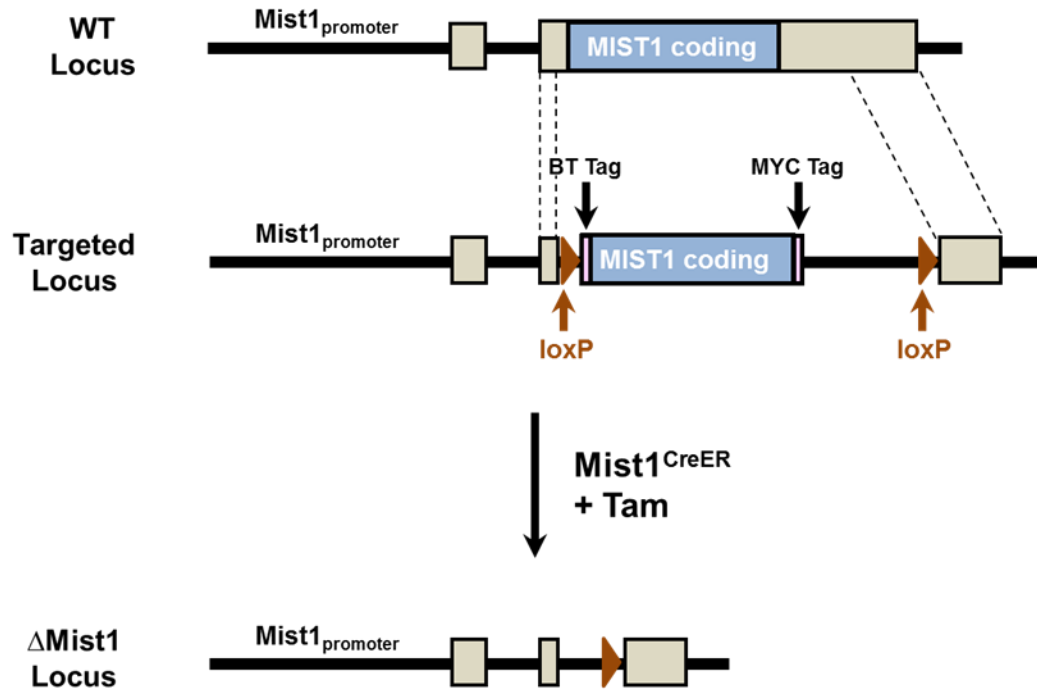 WT
Locus
Mist1promoter
MIST1 coding
BT Tag
MYC Tag
Targeted
Locus
Mist1promoter
MIST1 coding
loxP
loxP
Mist1CreER
+ Tam
ΔMist1
Locus
Mist1promoter